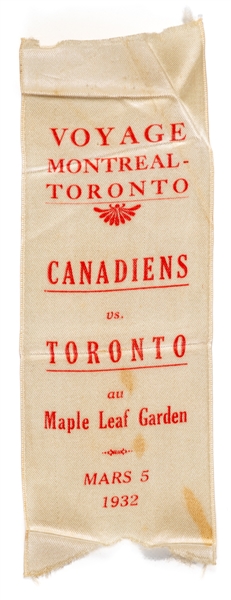 VOYAGE
MONTREAL-
TORONTO
CANADIENS
vs.
TORONTO
au
Maple Leaf Garden
MARS 5
1932